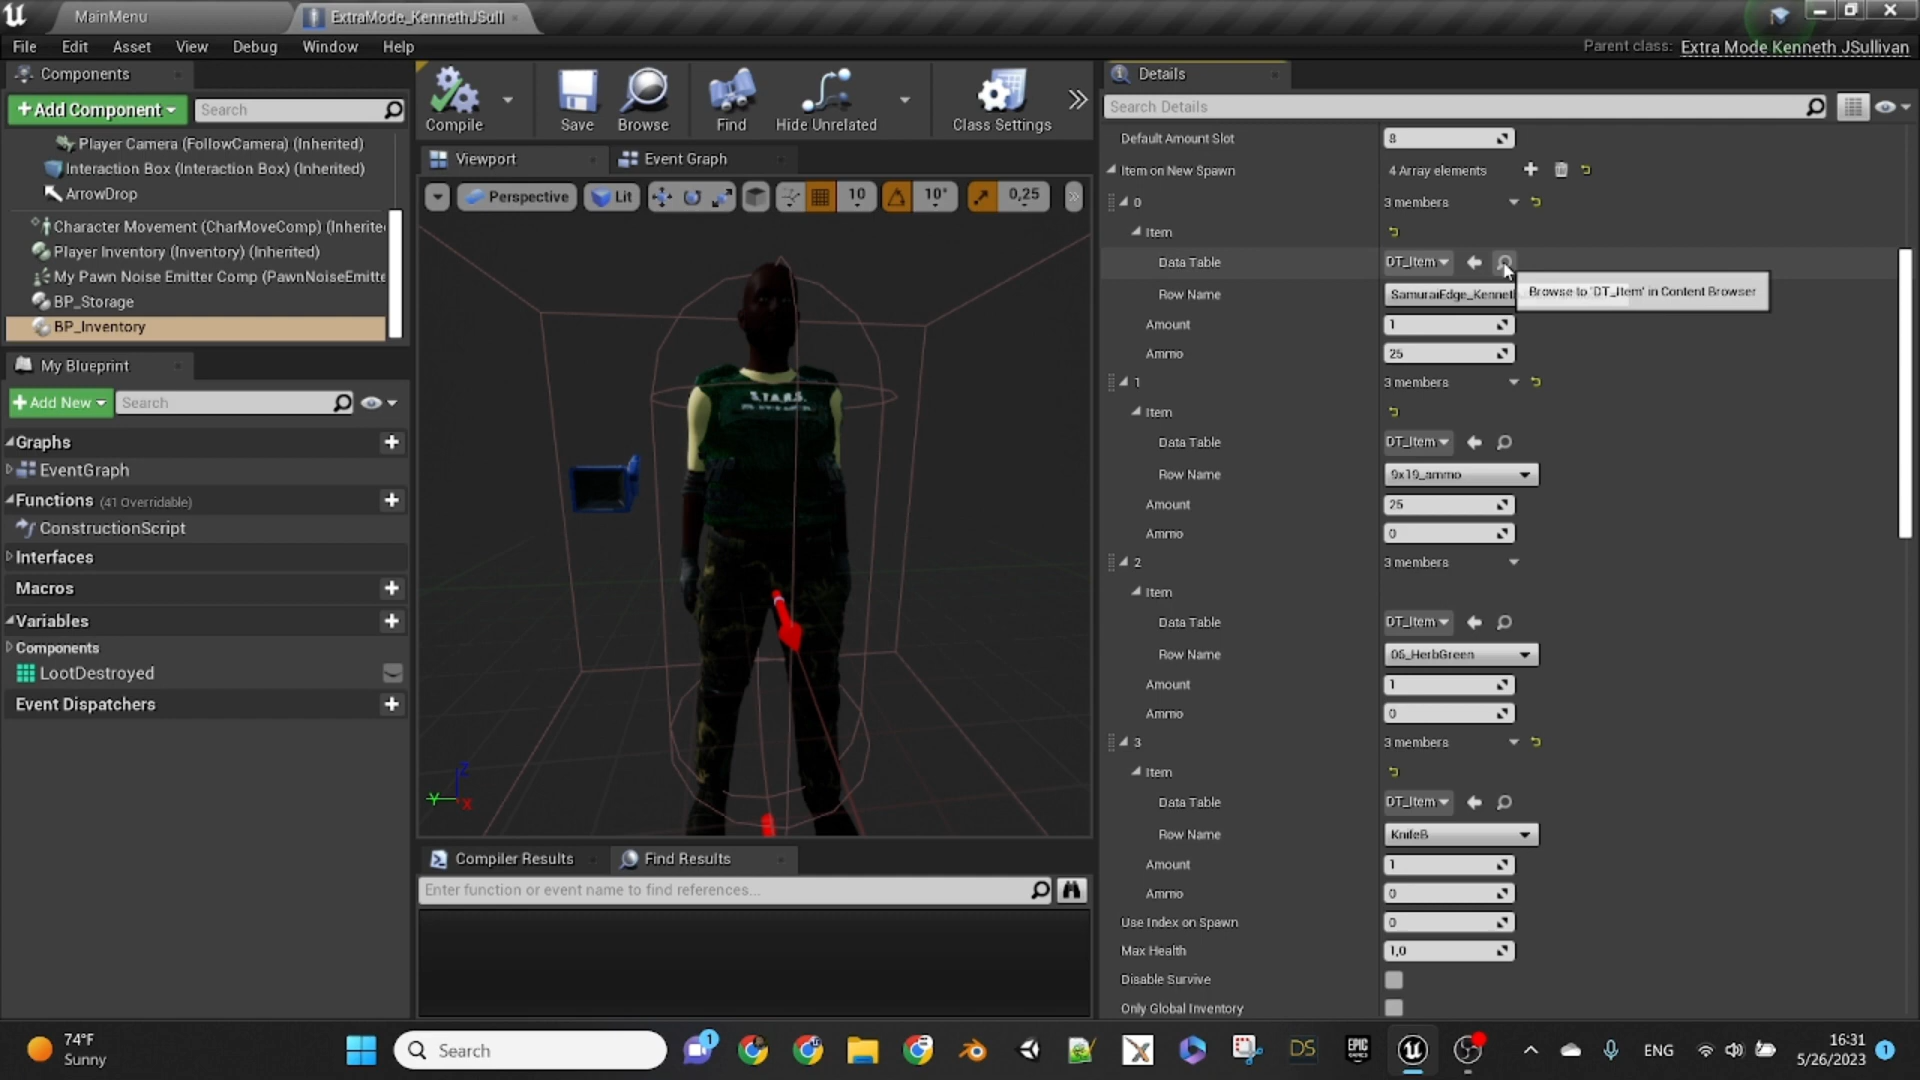 MainMenu
ExtraMode_KennethJSull
File Edit Asset View Debug Window Help
Parent class: Extra Mode Kenneth JSullivan
Components
Add Component
Search
Player Camera (FollowCamera) (Inherited)
Interaction Box (Interaction Box) (Inherited)
ArrowDrop
Character Movement (CharMoveComp) (Inherite
Player Inventory (Inventory) (Inherited)
My Pawn Noise Emitter Comp (PawnNoiseEmitte
BP_Storage
BP_Inventory
My Blueprint
Add New
Search
Graphs
EventGraph
Functions (41 Overridable)
ConstructionScript
Interfaces
Macros
Variables
Components
LootDestroyed
Event Dispatchers
Compile
Save
Browse
Find
Hide Unrelated
Class Settings
Viewport
Event Graph
Perspective
Lit
10
10°
0,25
S.T.A.R.S.
Z
Y
X
Compiler Results
Find Results
Enter function or event name to find references...
Details
Search Details
Default Amount Slot 8
Item on New Spawn 4 Array elements
0 3 members
Item
Data Table DT_Item
Browse to 'DT_Item' in Content Browser
Row Name SamuraiEdge_Kennet
Amount 1
Ammo 25
1 3 members
Item
Data Table DT_Item
Row Name 9x19_ammo
Amount 25
Ammo 0
2 3 members
Item
Data Table DT_Item
Row Name 06_HerbGreen
Amount 1
Ammo 0
3 3 members
Item
Data Table DT_Item
Row Name KnifeB
Amount 1
Ammo 0
Use Index on Spawn 0
Max Health 1,0
Disable Survive
Only Global Inventory
74°F
Sunny
Search
1
DS
EPIC GAMES
ENG
16:31
5/26/2023
1